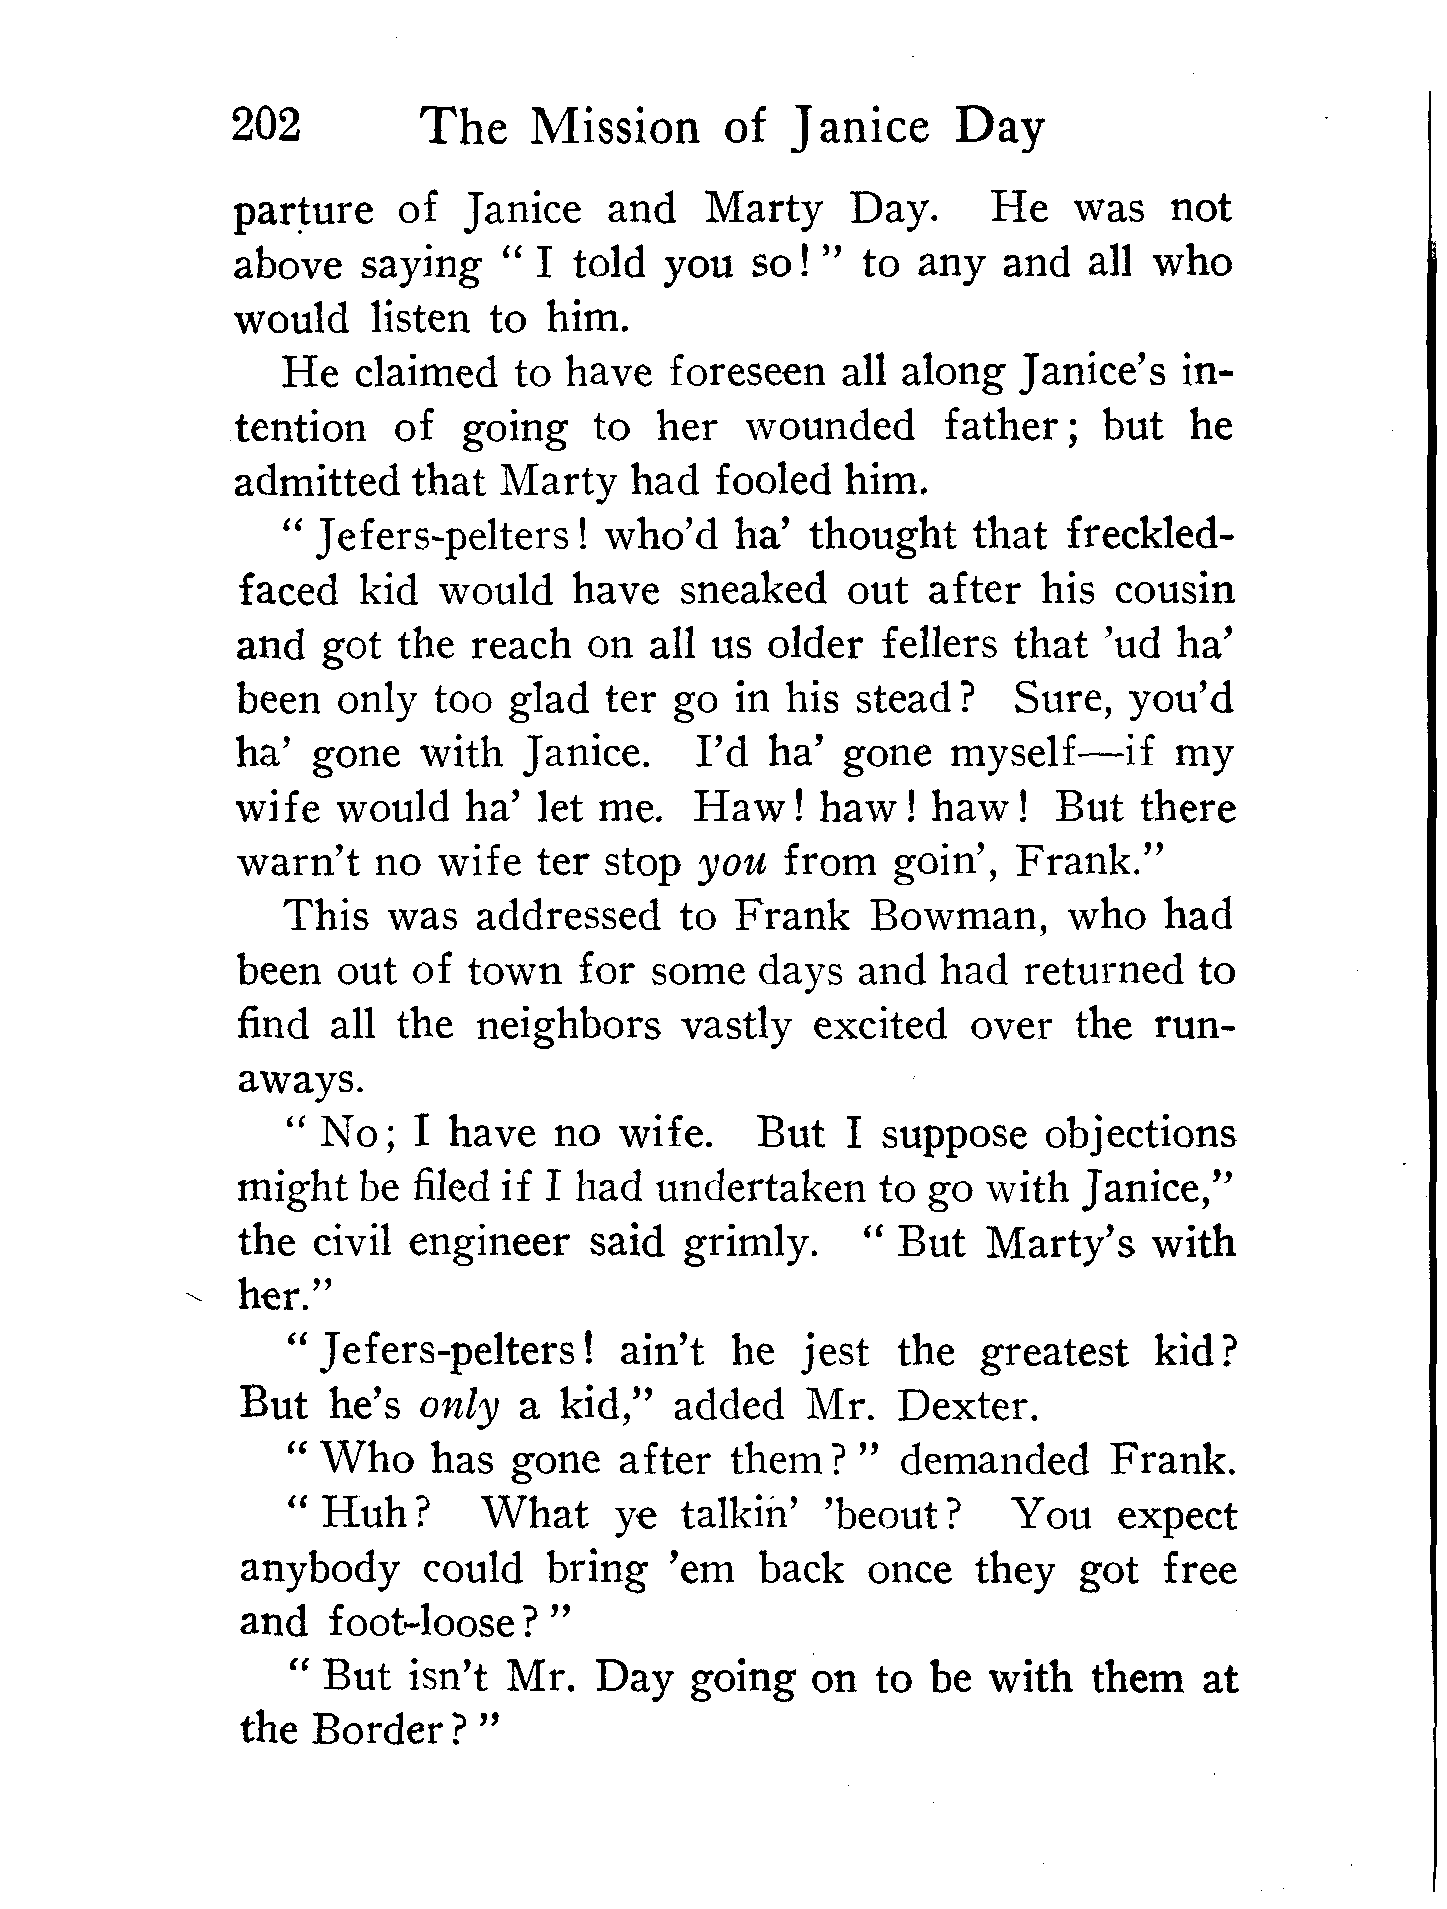 202 The Mission of Janice Day
parture of Janice and Marty Day. He was not
above saying " I told you so! " to any and all who
would listen to him.
He claimed to have foreseen all along Janice's in-
tention of going to her wounded father; but he
admitted that Marty had fooled him.
" Jefers-pelters! who'd ha' thought that freckled-
faced kid would have sneaked out after his cousin
and got the reach on all us older fellers that 'ud ha'
been only too glad ter go in his stead? Sure, you'd
ha' gone with Janice. I'd ha' gone myself—if my
wife would ha' let me. Haw! haw! haw! But there
warn't no wife ter stop you from goin', Frank."
This was addressed to Frank Bowman, who had
been out of town for some days and had returned to
find all the neighbors vastly excited over the run-
aways.
" No; I have no wife. But I suppose objections
might be filed if I had undertaken to go with Janice,"
the civil engineer said grimly. " But Marty's with
her."
" Jefers-pelters! ain't he jest the greatest kid?
But he's only a kid," added Mr. Dexter.
" Who has gone after them? " demanded Frank.
" Huh? What ye talkin' 'beout? You expect
anybody could bring 'em back once they got free
and foot-loose? "
" But isn't Mr. Day going on to be with them at
the Border? "